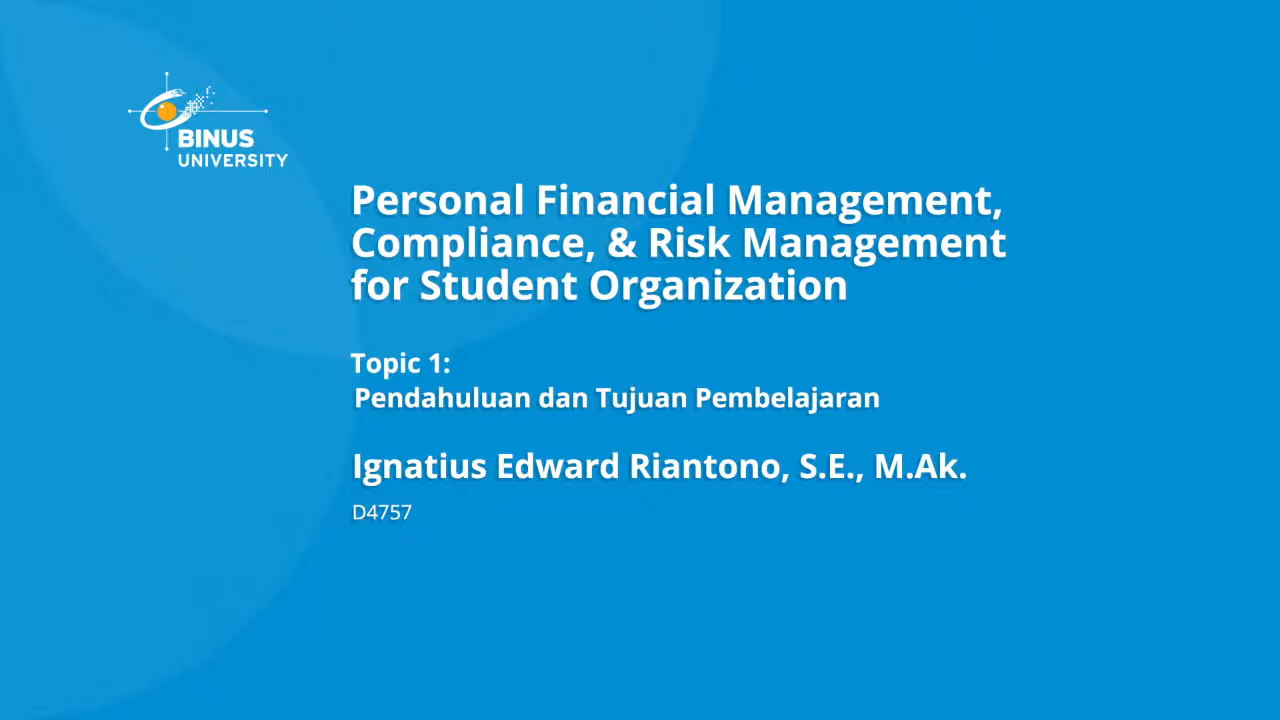 BINUS
UNIVERSITY
Personal Financial Management,
Compliance, & Risk Management
for Student Organization
Topic 1:
Pendahuluan dan Tujuan Pembelajaran
Ignatius Edward Riantono, S.E., M.Ak.
D4757